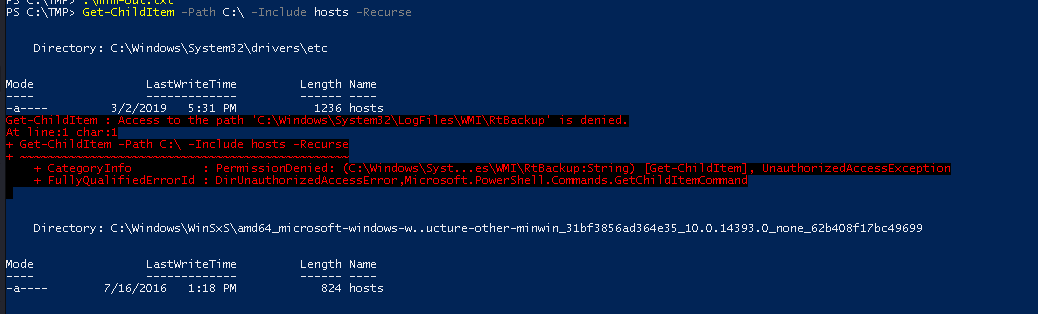 PS C:\TMP> .\mim-out.txt
PS C:\TMP> Get-ChildItem -Path C:\ -Include hosts -Recurse
Directory: C:\Windows\System32\drivers\etc
Mode LastWriteTime Length Name
---- ------------- ------ ----
-a---- 3/2/2019 5:31 PM 1236 hosts
Get-ChildItem : Access to the path 'C:\Windows\System32\LogFiles\WMI\RtBackup' is denied.
At line:1 char:1
+ Get-ChildItem -Path C:\ -Include hosts -Recurse
+ ~~~~~~~~~~~~~~~~~~~~~~~~~~~~~~~~~~~~~~~~~~~~~~~
+ CategoryInfo : PermissionDenied: (C:\Windows\Syst...es\WMI\RtBackup:String) [Get-ChildItem], UnauthorizedAccessException
+ FullyQualifiedErrorId : DirUnauthorizedAccessError,Microsoft.PowerShell.Commands.GetChildItemCommand
Directory: C:\Windows\WinSxS\amd64_microsoft-windows-w..ucture-other-minwin_31bf3856ad364e35_10.0.14393.0_none_62b408f17bc49699
Mode LastWriteTime Length Name
---- ------------- ------ ----
-a---- 7/16/2016 1:18 PM 824 hosts